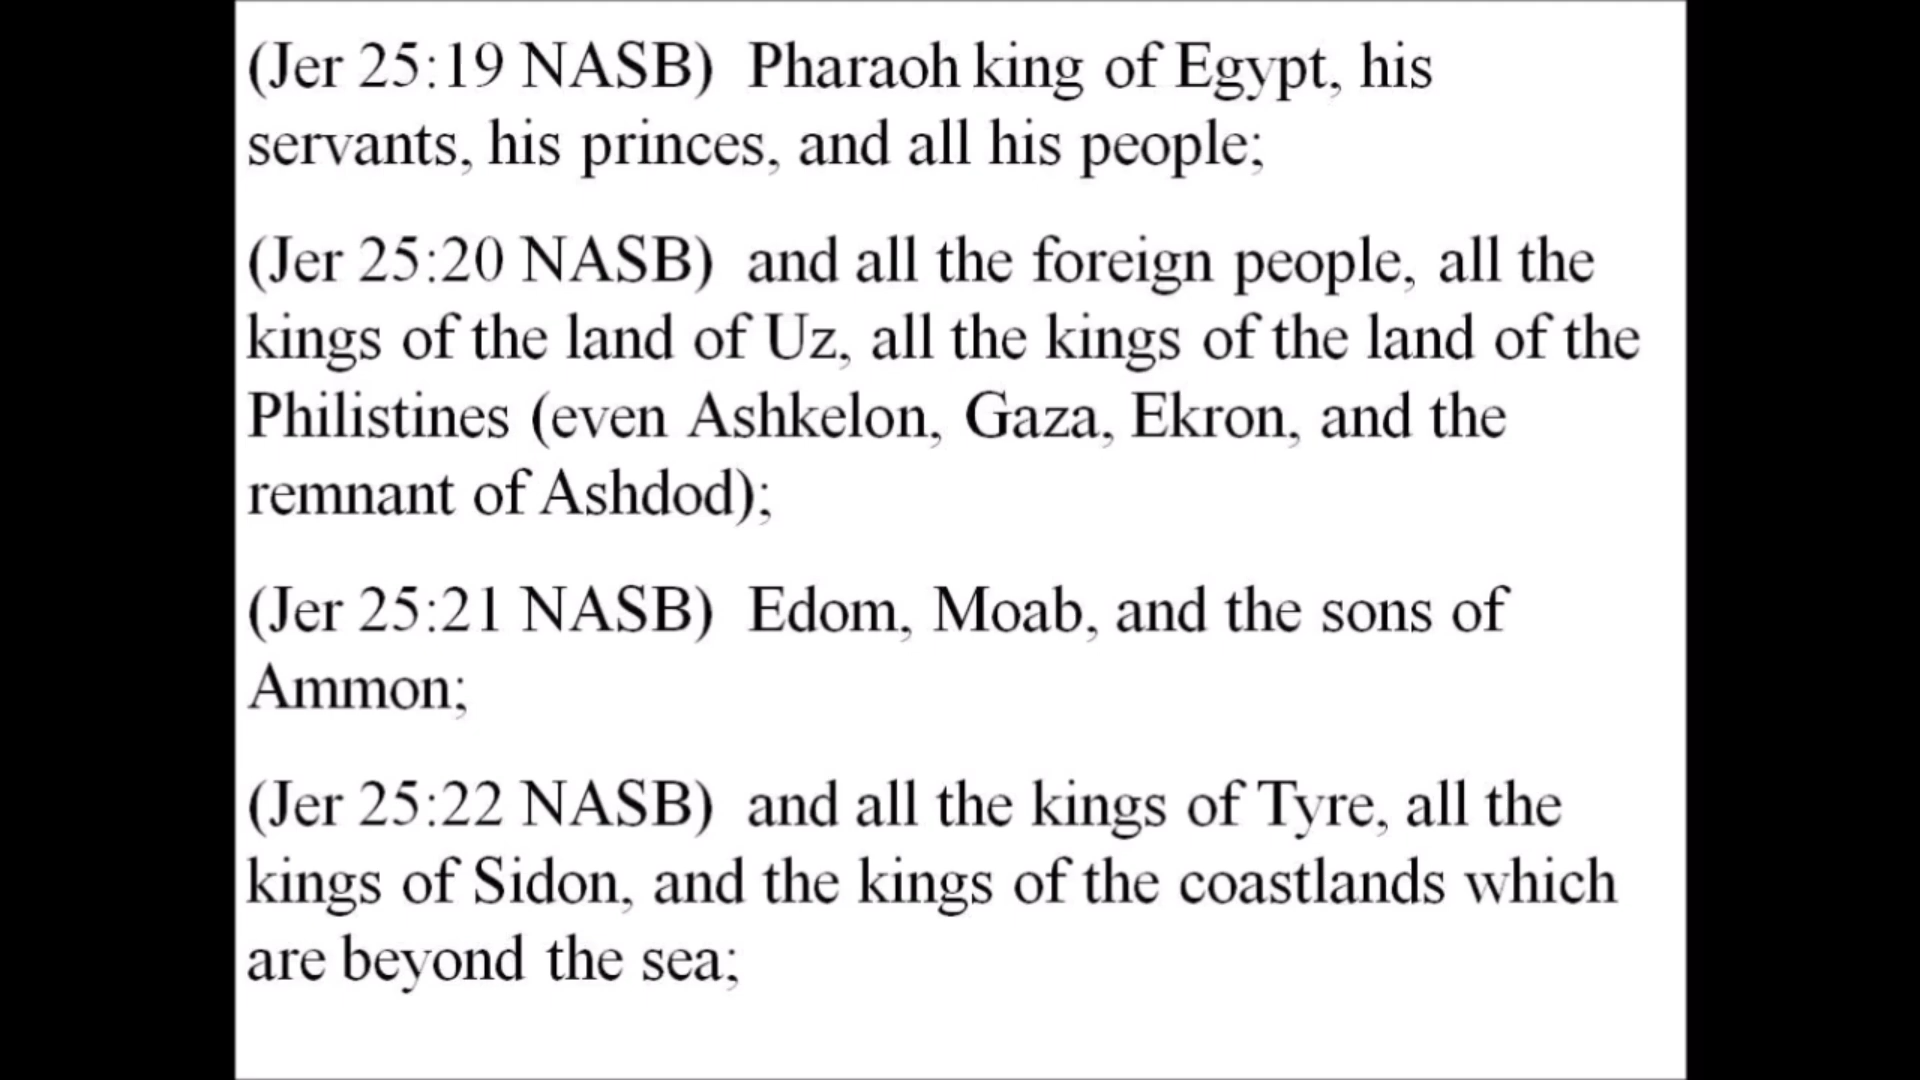 (Jer 25:19 NASB)  Pharaoh king of Egypt, his
servants, his princes, and all his people;
(Jer 25:20 NASB)  and all the foreign people, all the
kings of the land of Uz, all the kings of the land of the
Philistines (even Ashkelon, Gaza, Ekron, and the
remnant of Ashdod);
(Jer 25:21 NASB)  Edom, Moab, and the sons of
Ammon;
(Jer 25:22 NASB)  and all the kings of Tyre, all the
kings of Sidon, and the kings of the coastlands which
are beyond the sea;